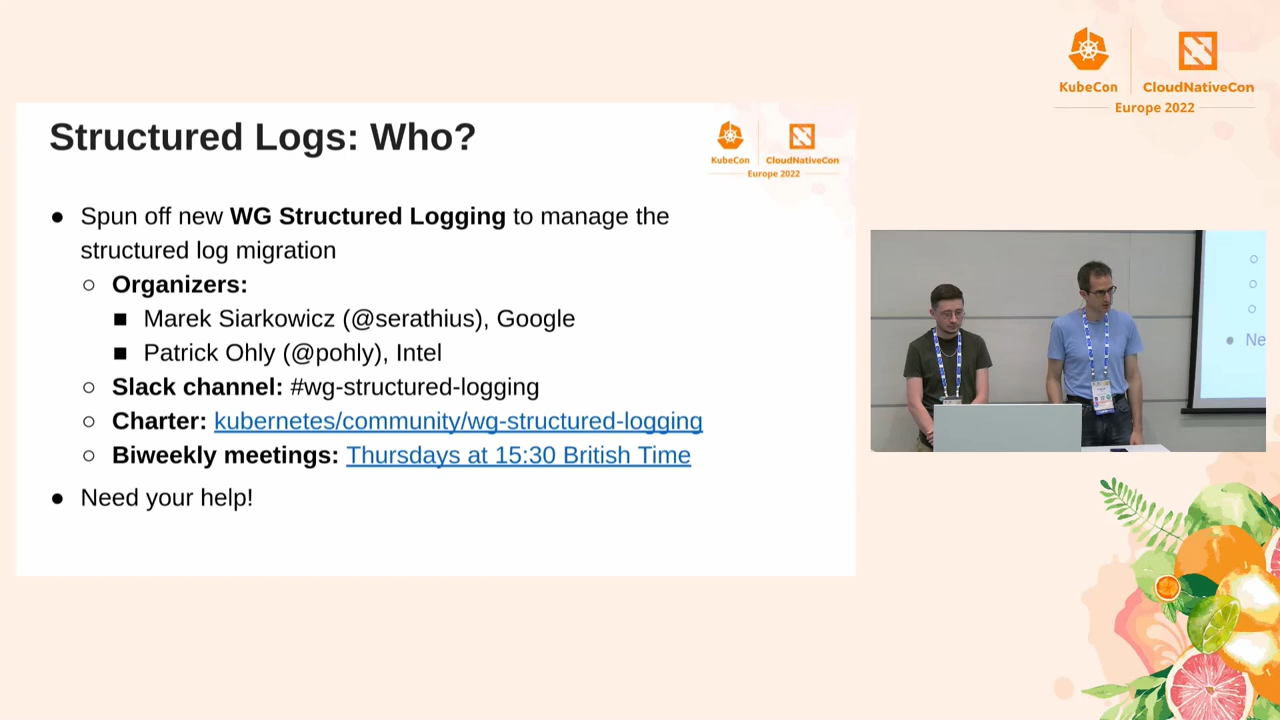 KubeCon
CloudNativeCon
Europe 2022
Structured Logs: Who?
KubeCon
CloudNativeCon
Europe 2022
● Spun off new WG Structured Logging to manage the
structured log migration
○ Organizers:
■ Marek Siarkowicz (@serathius), Google
■ Patrick Ohly (@pohly), Intel
○ Slack channel: #wg-structured-logging
○ Charter: kubernetes/community/wg-structured-logging
○ Biweekly meetings: Thursdays at 15:30 British Time
● Need your help!
○
○
○
● Ne